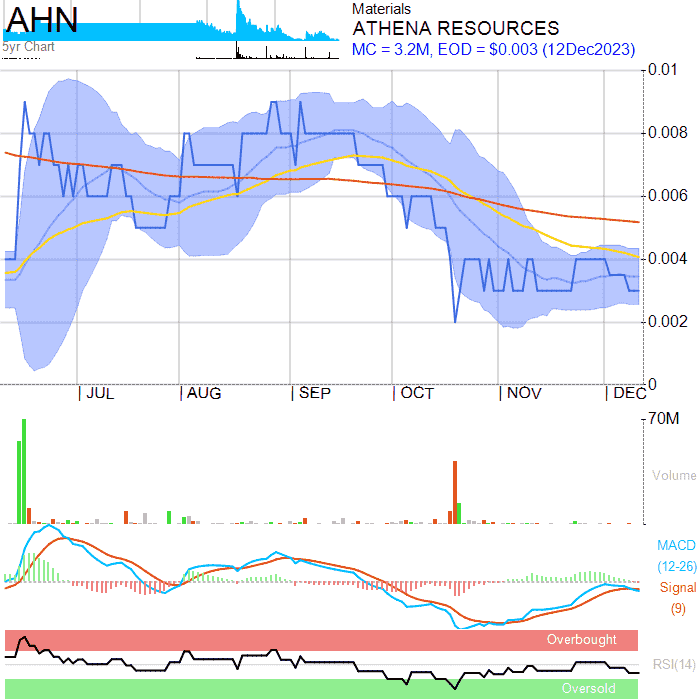 AHN
5yr Chart
Materials
ATHENA RESOURCES
MC = 3.2M, EOD = $0.003 (12Dec2023)
0.01
0.008
0.006
0.004
0.002
0
| JUL | AUG | SEP | OCT | NOV | DEC
70M
Volume
MACD
(12-26)
Signal
(9)
Overbought
RSI(14)
Oversold